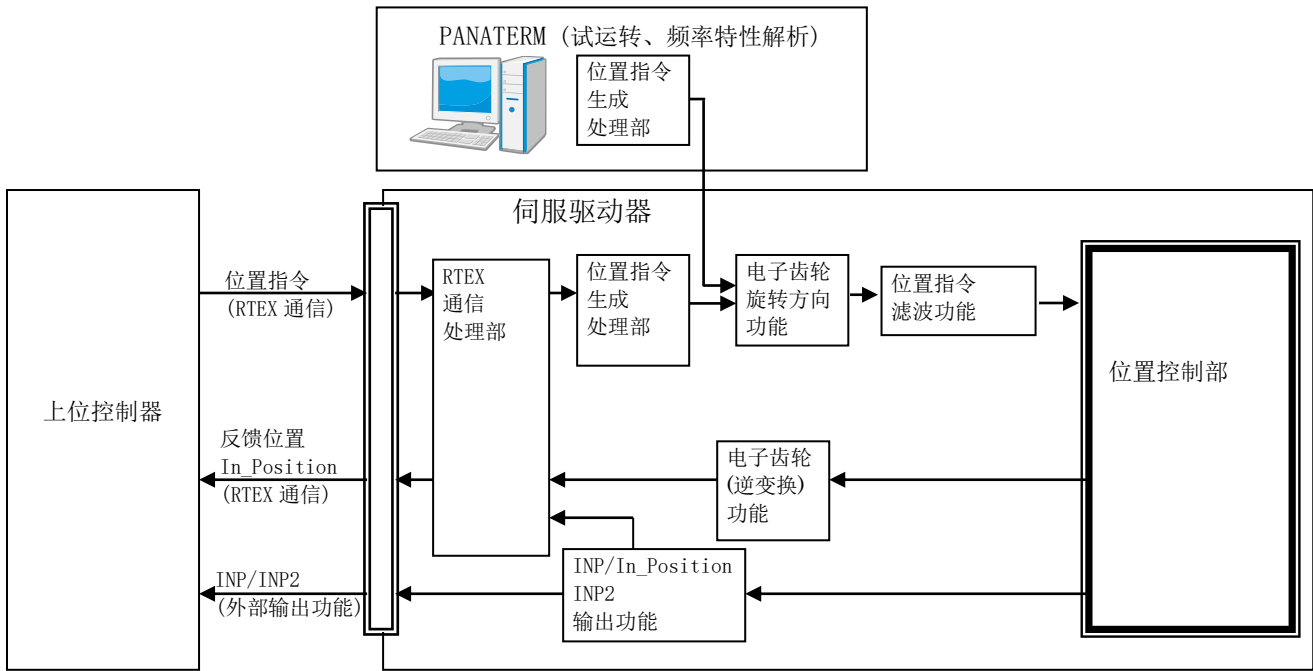 PANATERM (试运转、频率特性解析)
位置指令
生成
处理部
伺服驱动器
上位控制器
位置指令
(RTEX 通信)
RTEX
通信
处理部
位置指令
生成
处理部
电子齿轮
旋转方向
功能
位置指令
滤波功能
位置控制部
反馈位置
In_Position
(RTEX 通信)
电子齿轮
(逆变换)
功能
INP/INP2
(外部输出功能)
INP/In_Position
INP2
输出功能